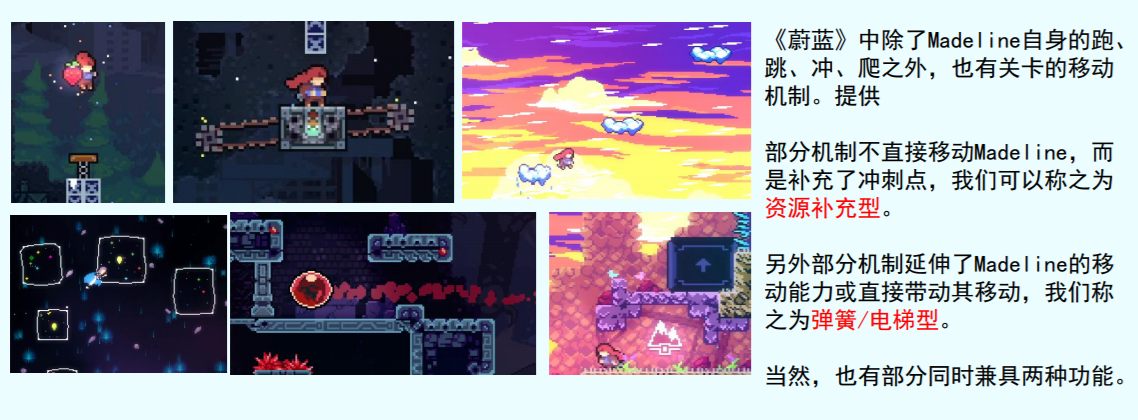 《蔚蓝》中除了Madeline自身的跑、
跳、冲、爬之外，也有关卡的移动
机制。提供
部分机制不直接移动Madeline，而
是补充了冲刺点，我们可以称之为
资源补充型。
另外部分机制延伸了Madeline的移
动能力或直接带动其移动，我们称
之为弹簧/电梯型。
当然，也有部分同时兼具两种功能。